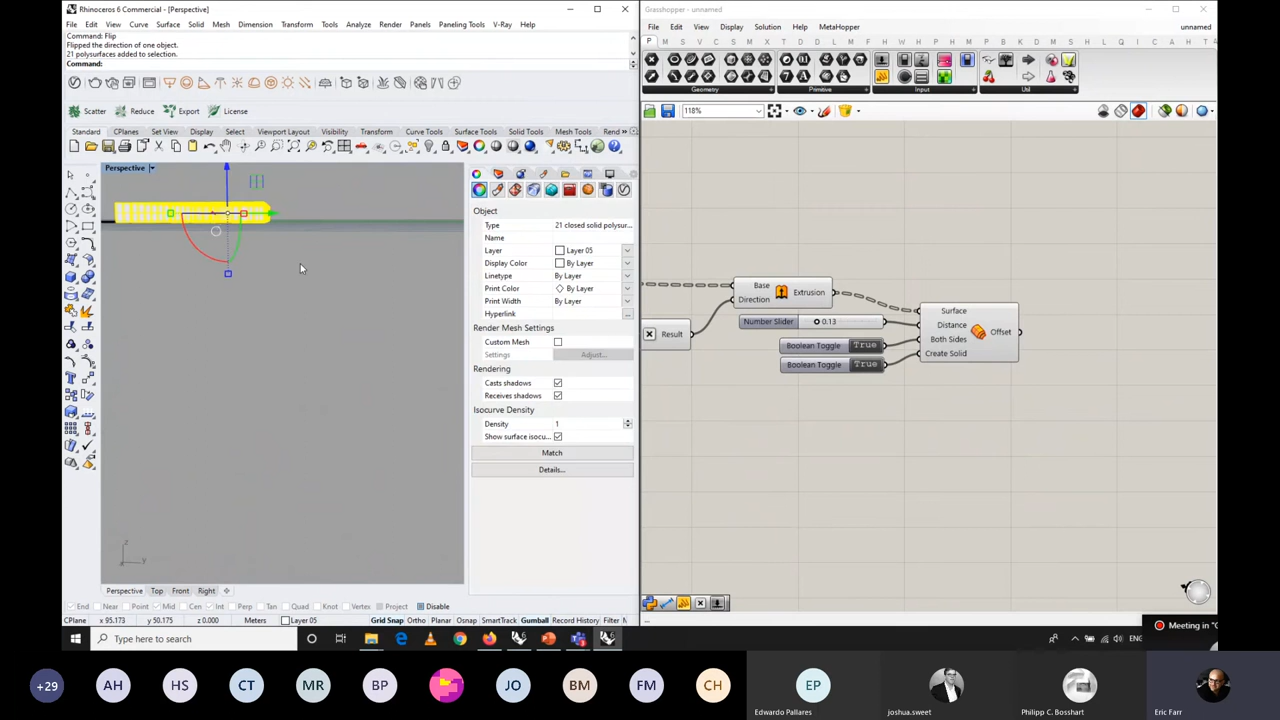 Rhinoceros 6 Commercial - [Perspective]
File Edit View Curve Surface Solid Mesh Dimension Transform Tools Analyze Render Panels Paneling Tools V-Ray Help
Command: Flip
Flipped the direction of one object.
21 polysurfaces added to selection.
Command:
Scatter Reduce Export License
Standard CPlanes Set View Display Select Viewport Layout Visibility Transform Curve Tools Surface Tools Solid Tools Mesh Tools Rend »
Perspective
Object
Type 21 closed solid polysur...
Name
Layer Layer 05
Display Color By Layer
Linetype By Layer
Print Color By Layer
Print Width By Layer
Hyperlink ...
Render Mesh Settings
Custom Mesh
Settings Adjust...
Rendering
Casts shadows
Receives shadows
Isocurve Density
Density 1
Show surface isocu...
Match
Details...
z
y
Perspective Top Front Right
End Near Point Mid Cen Int Perp Tan Quad Knot Vertex Project Disable
CPlane x 95.173 y 50.175 z 0.000 Meters Layer 05 Grid Snap Ortho Planar Osnap SmartTrack Gumball Record History Filter
Type here to search
Grasshopper - unnamed
File Edit View Display Solution Help MetaHopper unnamed
Geometry Primitive Input Util
118%
Base
Direction
Extrusion
Result
Number Slider 0.13
Boolean Toggle True
Boolean Toggle True
Surface
Distance
Both Sides
Create Solid
Offset
Meeting in "C
ENG
+29 AH HS CT MR BP JO BM FM CH EP
Edwardo Pallares
joshua.sweet
Philipp C. Bosshart
Eric Farr